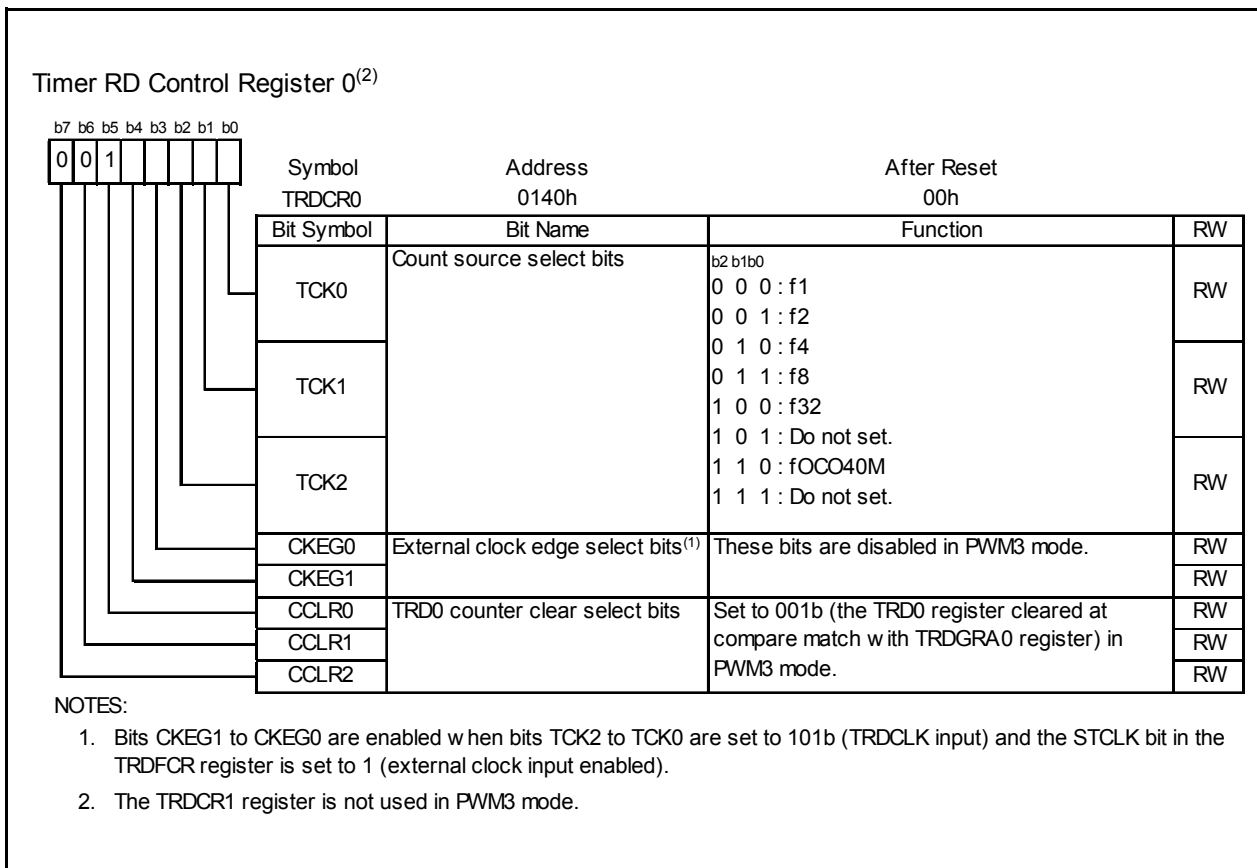 Timer RD Control Register 0(2)
b7 b6 b5 b4 b3 b2 b1 b0
0 0 1
Symbol Address After Reset
TRDCR0 0140h 00h
Bit Symbol Bit Name Function RW
TCK0 Count source select bits b2 b1 b0 RW
0 0 0 : f1
0 0 1 : f2
TCK1 0 1 0 : f4 RW
0 1 1 : f8
1 0 0 : f32
TCK2 1 0 1 : Do not set. RW
1 1 0 : fOCO40M
1 1 1 : Do not set.
CKEG0 External clock edge select bits(1) These bits are disabled in PWM3 mode. RW
CKEG1 RW
CCLR0 TRD0 counter clear select bits Set to 001b (the TRD0 register cleared at RW
CCLR1 compare match with TRDGRA0 register) in RW
CCLR2 PWM3 mode. RW
NOTES:
1. Bits CKEG1 to CKEG0 are enabled when bits TCK2 to TCK0 are set to 101b (TRDCLK input) and the STCLK bit in the
TRDFCR register is set to 1 (external clock input enabled).
2. The TRDCR1 register is not used in PWM3 mode.